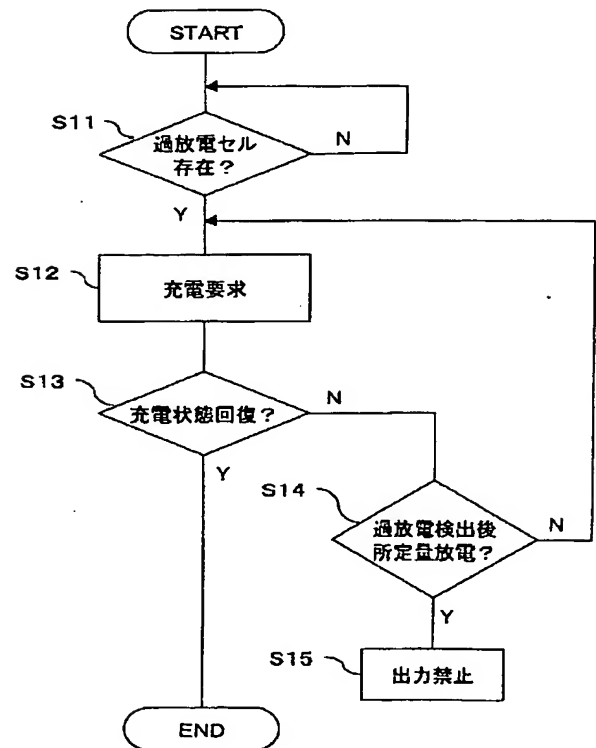 START
S11
過放電セル
存在？
N
Y
S12
充電要求
S13
充電状態回復？
N
Y
S14
過放電検出後
所定量放電？
N
Y
S15
出力禁止
END